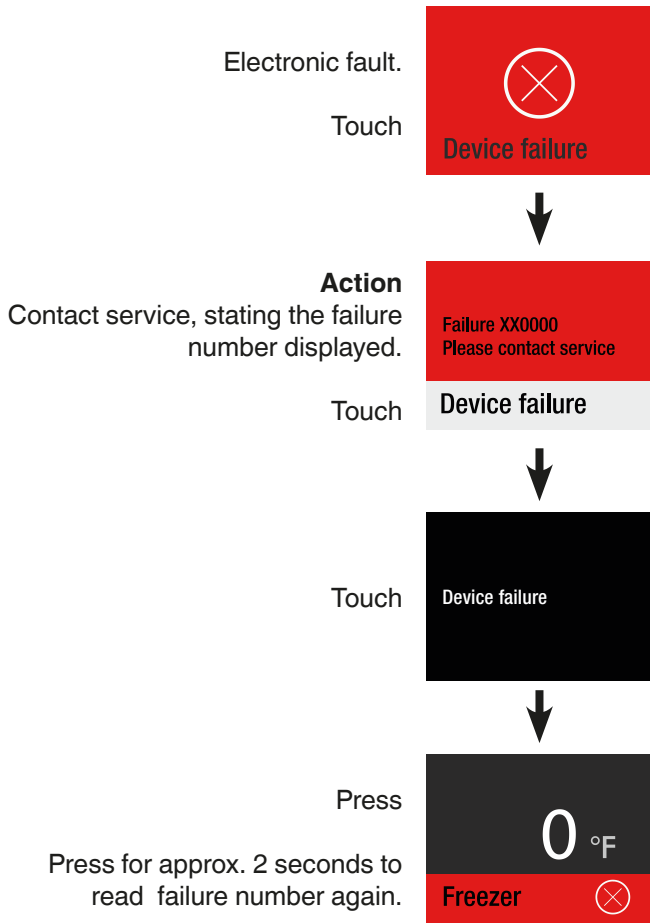 Electronic fault.
Touch
Device failure
Action
Contact service, stating the failure
number displayed.
Touch
Failure XX0000
Please contact service
Device failure
Touch
Device failure
Press
Press for approx. 2 seconds to
read failure number again.
0 °F
Freezer